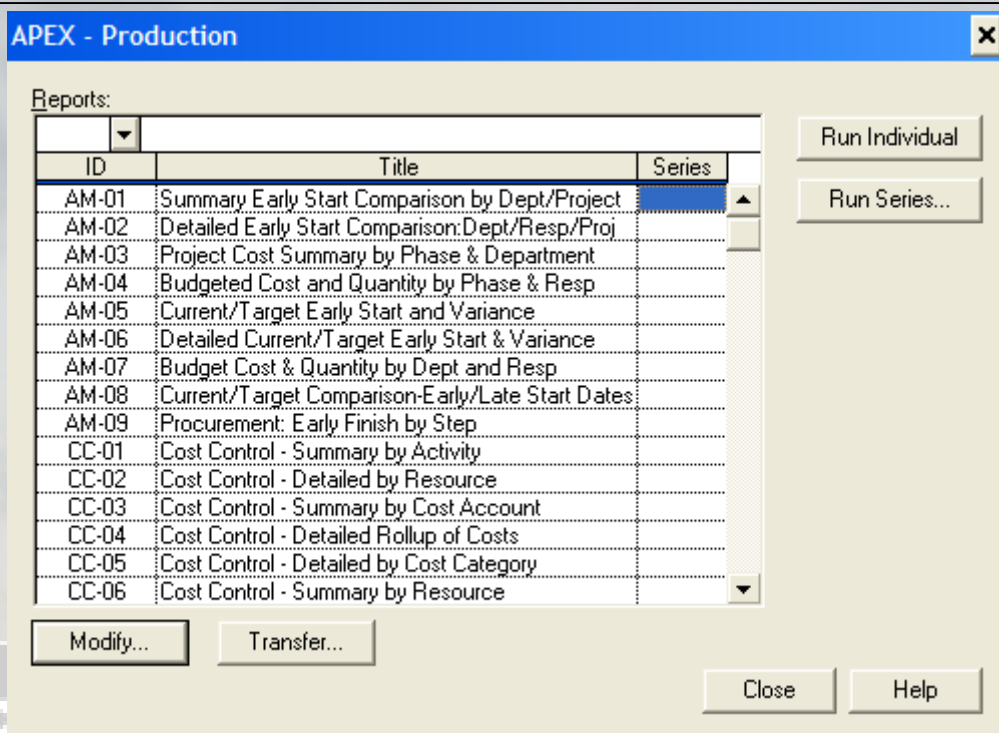 APEX - Production
Reports:
Run Individual
ID Title Series
AM-01 Summary Early Start Comparison by Dept/Project
Run Series...
AM-02 Detailed Early Start Comparison:Dept/Resp/Proj
AM-03 Project Cost Summary by Phase & Department
AM-04 Budgeted Cost and Quantity by Phase & Resp
AM-05 Current/Target Early Start and Variance
AM-06 Detailed Current/Target Early Start & Variance
AM-07 Budget Cost & Quantity by Dept and Resp
AM-08 Current/Target Comparison-Early/Late Start Dates
AM-09 Procurement: Early Finish by Step
CC-01 Cost Control - Summary by Activity
CC-02 Cost Control - Detailed by Resource
CC-03 Cost Control - Summary by Cost Account
CC-04 Cost Control - Detailed Rollup of Costs
CC-05 Cost Control - Detailed by Cost Category
CC-06 Cost Control - Summary by Resource
Modify... Transfer...
Close Help